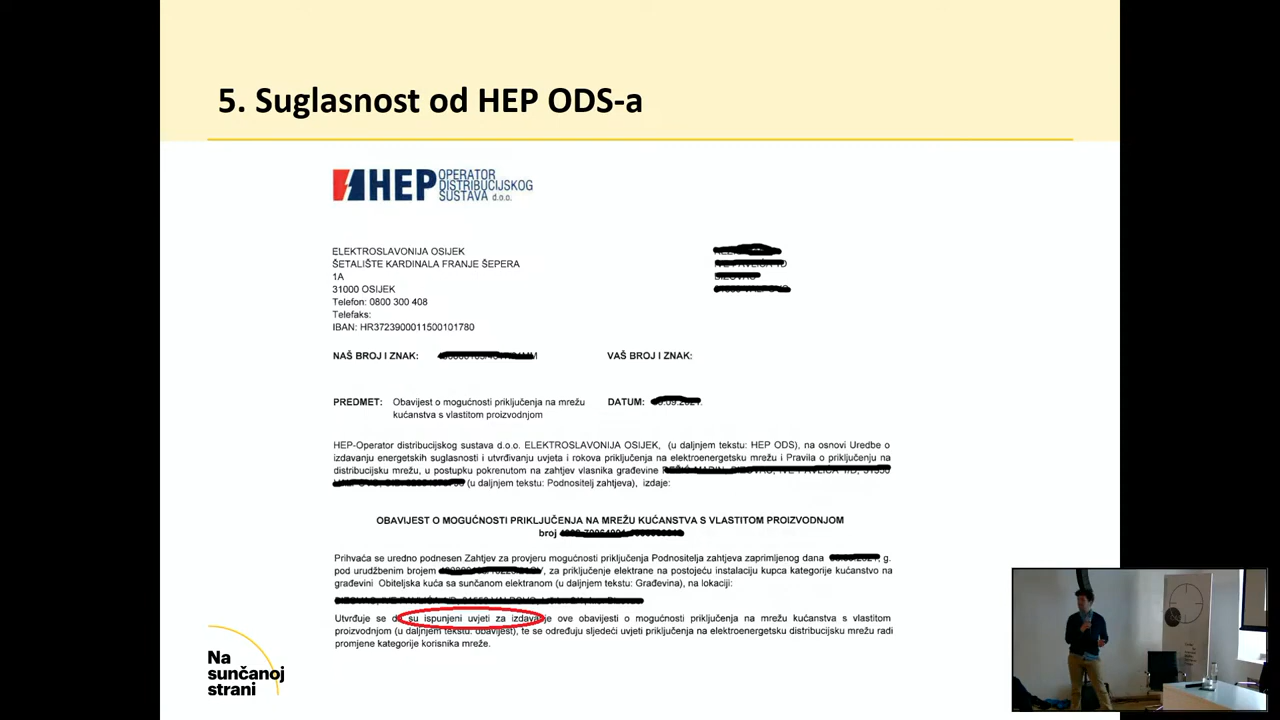 5. Suglasnost od HEP ODS-a
HEP OPERATOR
DISTRIBUCIJSKOG
SUSTAVA d.o.o.
ELEKTROSLAVONIJA OSIJEK
ŠETALIŠTE KARDINALA FRANJE ŠEPERA
1A
31000 OSIJEK
Telefon: 0800 300 408
Telefaks:
IBAN: HR3723900011500101780
NAŠ BROJ I ZNAK:
VAŠ BROJ I ZNAK:
PREDMET: Obavijest o mogućnosti priključenja na mrežu
kućanstva s vlastitom proizvodnjom
DATUM:
HEP-Operator distribucijskog sustava d.o.o. ELEKTROSLAVONIJA OSIJEK, (u daljnjem tekstu: HEP ODS), na osnovi Uredbe o
izdavanju energetskih suglasnosti i utvrđivanju uvjeta i rokova priključenja na elektroenergetsku mrežu i Pravila o priključenju na
distribucijsku mrežu, u postupku pokrenutom na zahtjev vlasnika građevine
(u daljnjem tekstu: Podnositelj zahtjeva), izdaje:
OBAVIJEST O MOGUĆNOSTI PRIKLJUČENJA NA MREŽU KUĆANSTVA S VLASTITOM PROIZVODNJOM
broj
Prihvaća se uredno podnesen Zahtjev za provjeru mogućnosti priključenja Podnositelja zahtjeva zaprimljenog dana g.
pod urudžbenim brojem , za priključenje elektrane na postojeću instalaciju kupca kategorije kućanstvo na
građevini Obiteljska kuća sa sunčanom elektranom (u daljnjem tekstu: Građevina), na lokaciji:
Utvrđuje se da su ispunjeni uvjeti za izdavanje ove obavijesti o mogućnosti priključenja na mrežu kućanstva s vlastitom
proizvodnjom (u daljnjem tekstu: obavijest), te se određuju sljedeći uvjeti priključenja na elektroenergetsku distribucijsku mrežu radi
promjene kategorije korisnika mreže.
Na
sunčanoj
strani